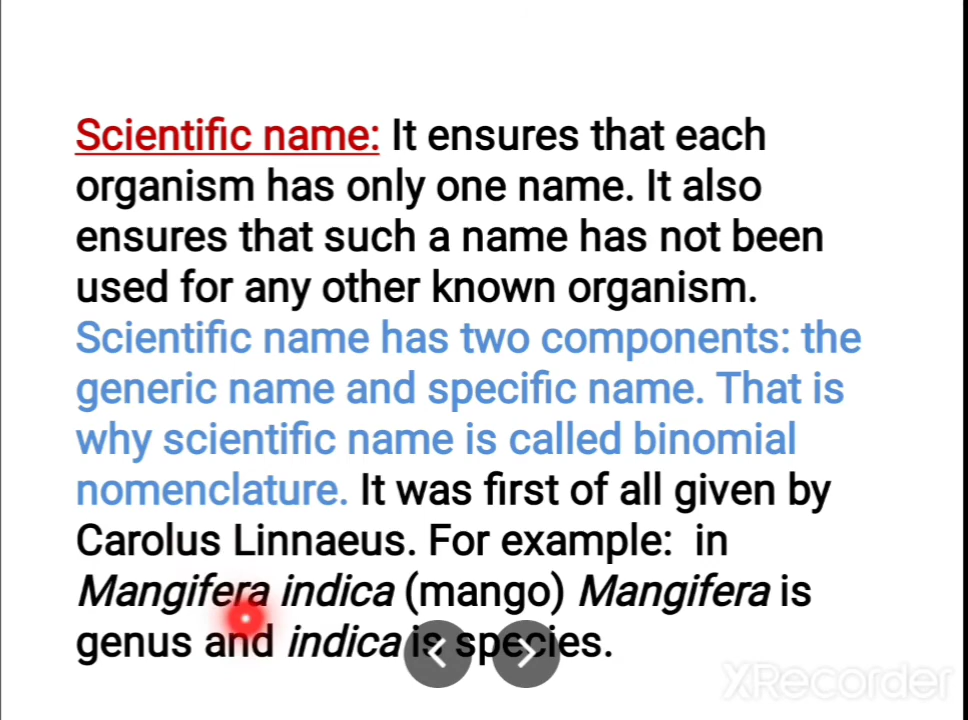 Scientific name: It ensures that each
organism has only one name. It also
ensures that such a name has not been
used for any other known organism.
Scientific name has two components: the
generic name and specific name. That is
why scientific name is called binomial
nomenclature. It was first of all given by
Carolus Linnaeus. For example:  in
Mangifera indica (mango) Mangifera is
genus and indica is species.
XRecorder